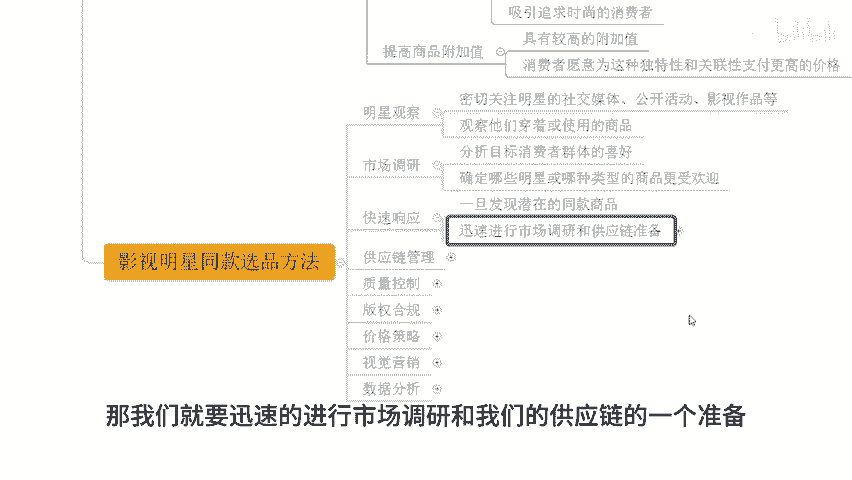 吸引追求时尚的消费者
提高商品附加值
具有较高的附加值
消费者愿意为这种独特性和关联性支付更高的价格
明星观察
密切关注明星的社交媒体、公开活动、影视作品等
观察他们穿着或使用的商品
市场调研
分析目标消费者群体的喜好
确定哪些明星或哪种类型的商品更受欢迎
快速响应
一旦发现潜在的同款商品
迅速进行市场调研和供应链准备
影视明星同款选品方法
供应链管理
质量控制
版权合规
价格策略
视觉营销
数据分析
那我们就要迅速的进行市场调研和我们的供应链的一个准备